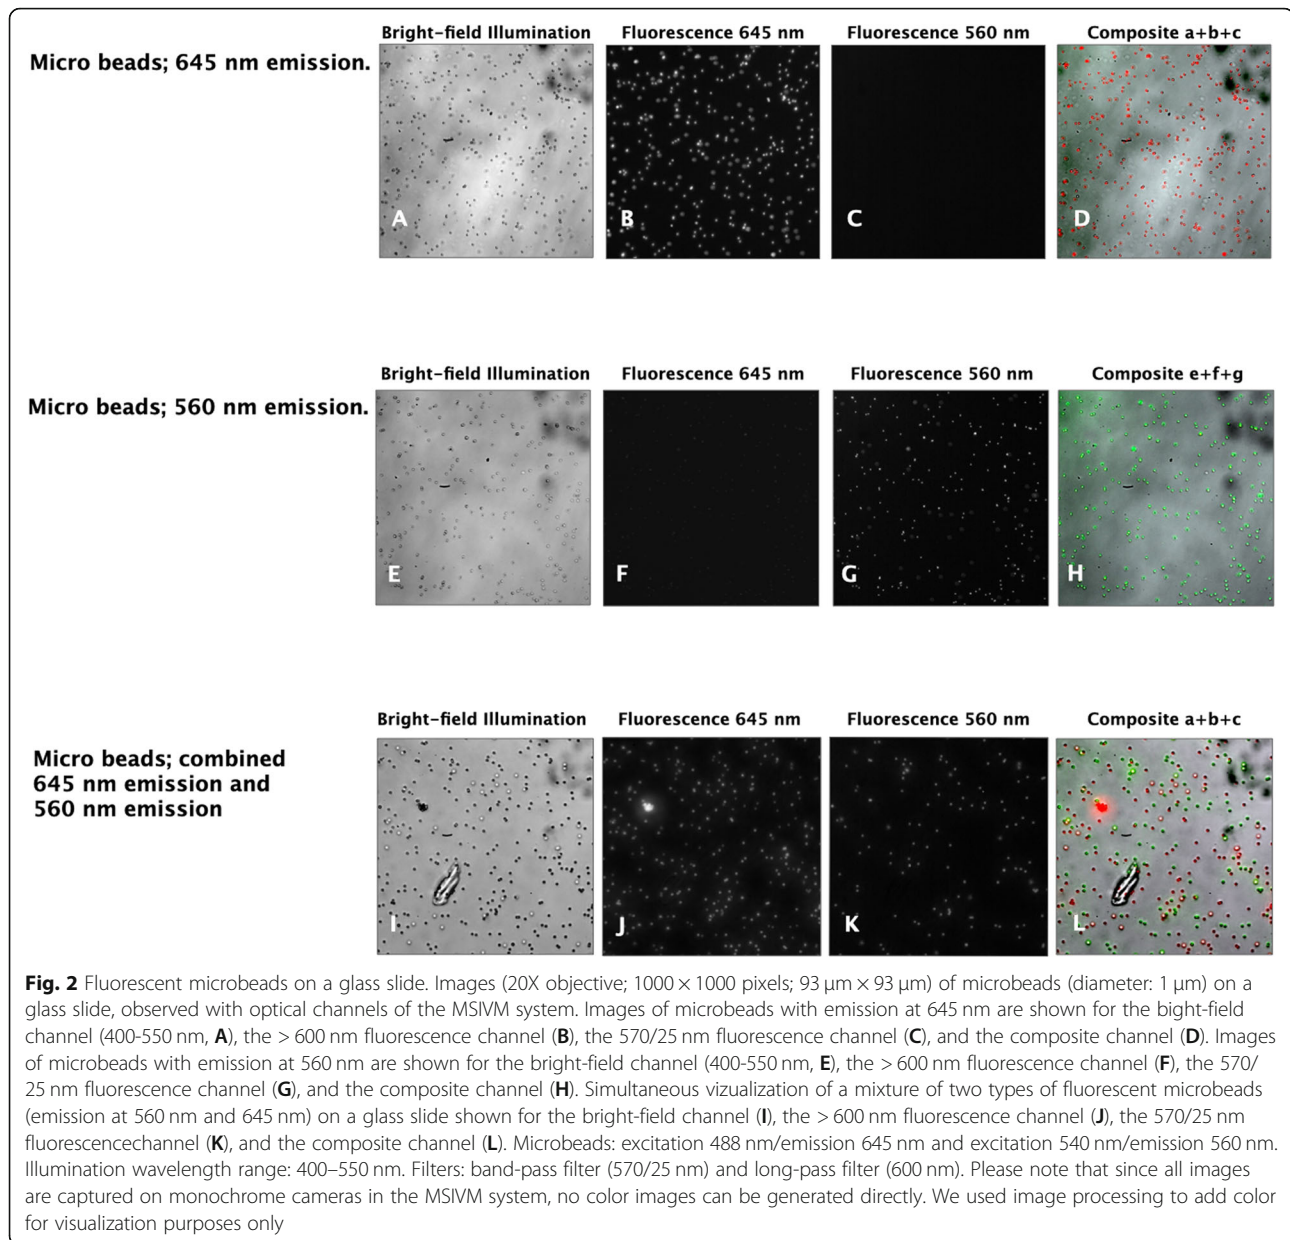 Bright-field Illumination Fluorescence 645 nm Fluorescence 560 nm Composite a+b+c
Micro beads; 645 nm emission.
A B C D
Bright-field Illumination Fluorescence 645 nm Fluorescence 560 nm Composite e+f+g
Micro beads; 560 nm emission.
E F G H
Bright-field Illumination Fluorescence 645 nm Fluorescence 560 nm Composite a+b+c
Micro beads; combined
645 nm emission and
560 nm emission
I J K L
Fig. 2 Fluorescent microbeads on a glass slide. Images (20X objective; 1000 × 1000 pixels; 93 μm × 93 μm) of microbeads (diameter: 1 μm) on a
glass slide, observed with optical channels of the MSIVM system. Images of microbeads with emission at 645 nm are shown for the bight-field
channel (400-550 nm, A), the > 600 nm fluorescence channel (B), the 570/25 nm fluorescence channel (C), and the composite channel (D). Images
of microbeads with emission at 560 nm are shown for the bright-field channel (400-550 nm, E), the > 600 nm fluorescence channel (F), the 570/
25 nm fluorescence channel (G), and the composite channel (H). Simultaneous vizualization of a mixture of two types of fluorescent microbeads
(emission at 560 nm and 645 nm) on a glass slide shown for the bright-field channel (I), the > 600 nm fluorescence channel (J), the 570/25 nm
fluorescencechannel (K), and the composite channel (L). Microbeads: excitation 488 nm/emission 645 nm and excitation 540 nm/emission 560 nm.
Illumination wavelength range: 400–550 nm. Filters: band-pass filter (570/25 nm) and long-pass filter (600 nm). Please note that since all images
are captured on monochrome cameras in the MSIVM system, no color images can be generated directly. We used image processing to add color
for visualization purposes only